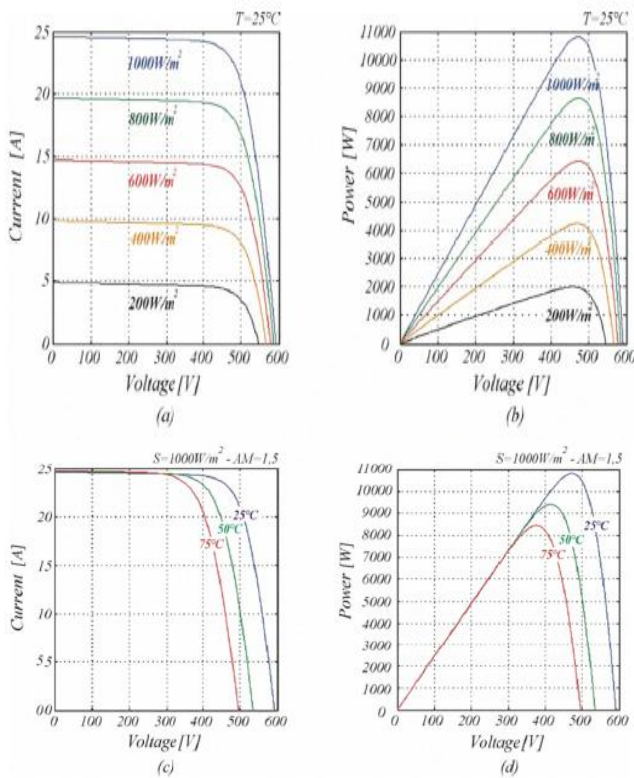 T=25°C
25
20
15
10
5
0
1000W/m²
800W/m²
600W/m²
400W/m²
200W/m²
Current [A]
0 100 200 300 400 500 600
Voltage [V]
(a)
T=25°C
11000
10000
9000
8000
7000
6000
5000
4000
3000
2000
1000
0
1000W/m²
800W/m²
600W/m²
400W/m
200W/m²
Power [W]
0 100 200 300 400 500 600
Voltage [V]
(b)
S=1000W/m² - AM=1,5
25
20
15
10
5.5
00
25°C
50°C
75°C
Current [A]
0 100 200 300 400 500 600
Voltage [V]
(c)
S=1000W/m² - AM=1,5
11000
10000
9000
8000
7000
6000
5000
4000
3000
2000
1000
0
25°C
50°C
75°C
Power [W]
0 100 200 300 400 500 600
Voltage [V]
(d)